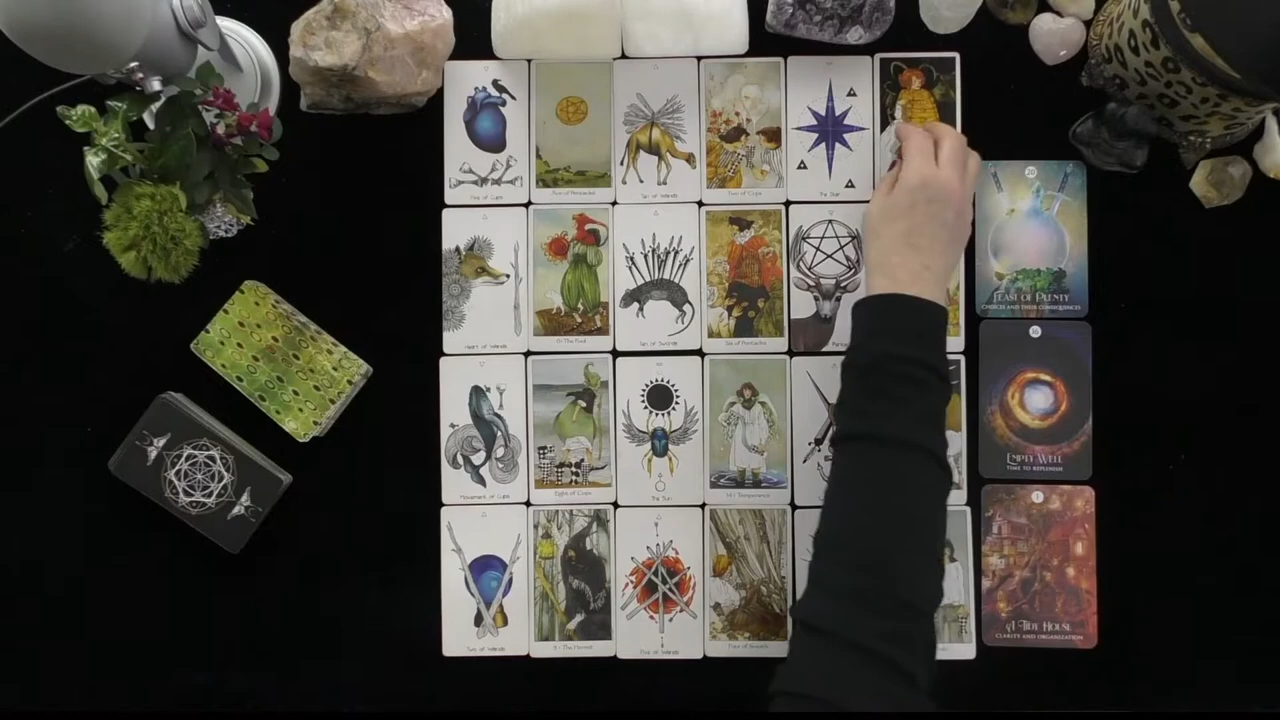 Five of Cups
Ace of Pentacles
Ten of Wands
Two of Cups
The Star
20
FEAST OF PLENTY
CHOICES AND THEIR CONSEQUENCES
Heart of Wands
0 • The Fool
Ten of Swords
Six of Pentacles
16
EMPTY WELL
TIME TO REPLENISH
Movement of Cups
Eight of Cups
The Sun
14 • Temperance
1
A TIDY HOUSE
CLARITY AND ORGANIZATION
Two of Wands
9 • The Hermit
Five of Wands
Four of Swords